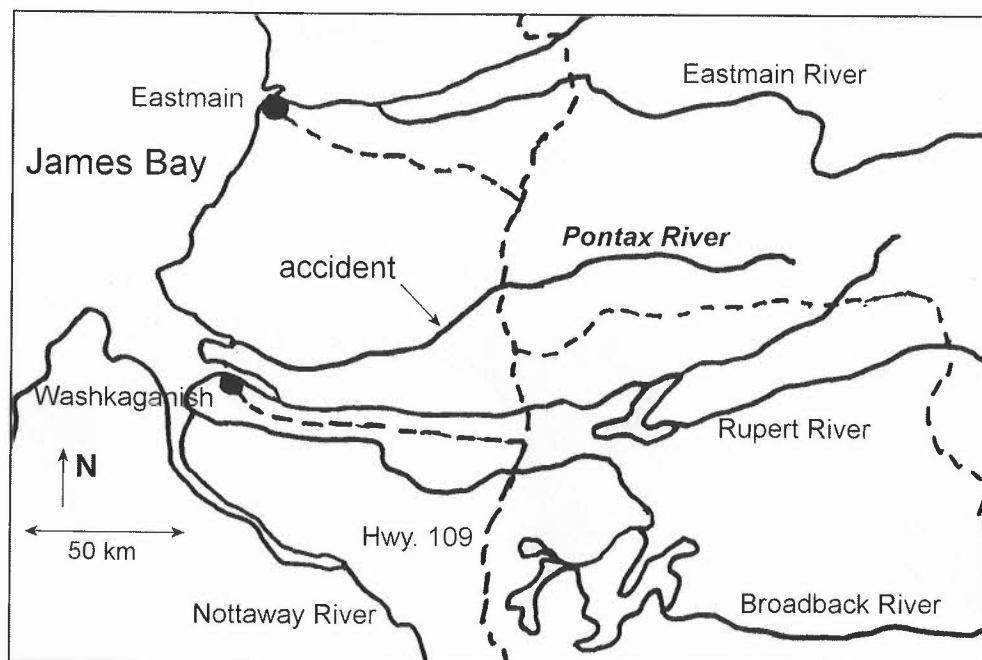 Eastmain
Eastmain River
James Bay
Pontax River
accident
Washkaganish
Rupert River
N
50 km
Hwy. 109
Nottaway River
Broadback River